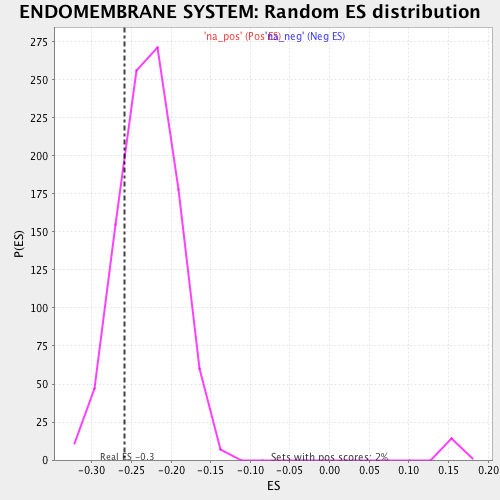 ENDOMEMBRANE SYSTEM: Random ES distribution
'na_pos' (Pos ES) 'na_neg' (Neg ES)
275
250
225
200
175
150
125
100
75
50
25
0
P(ES)
Real ES -0.3
Sets with pos scores: 2%
-0.30 -0.25 -0.20 -0.15 -0.10 -0.05 0.00 0.05 0.10 0.15 0.20
ES